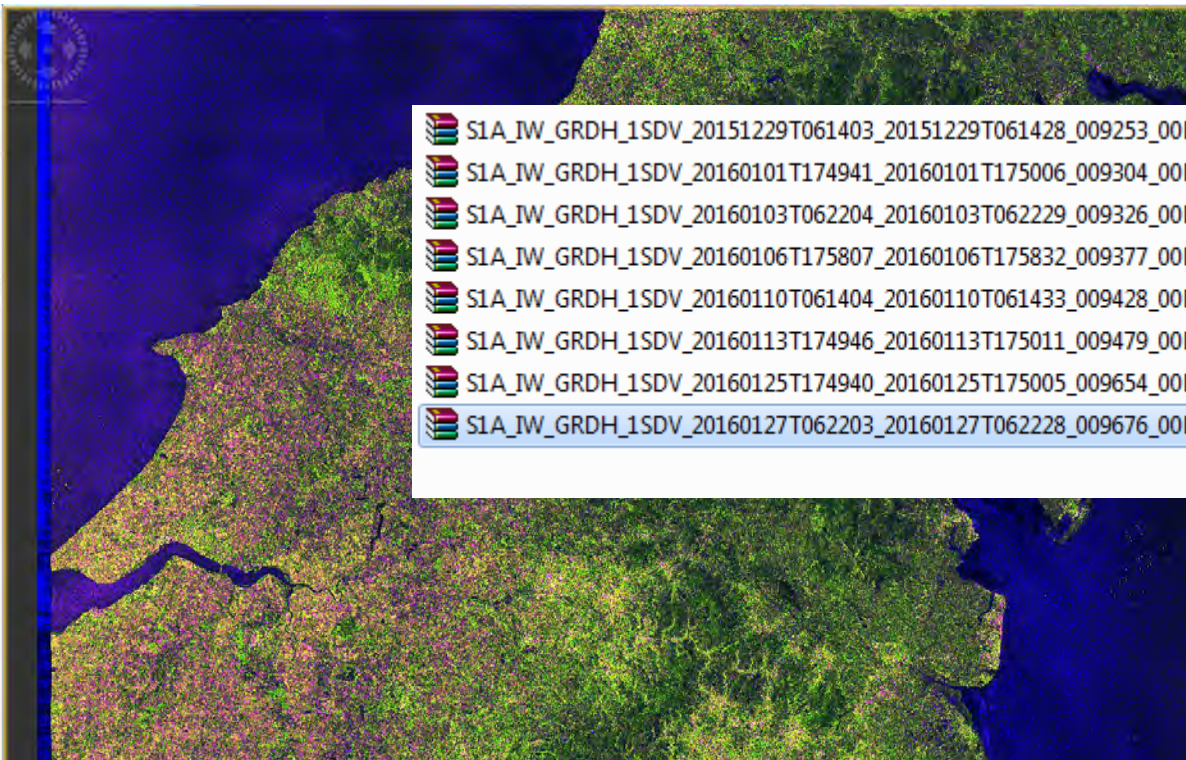 S1A_IW_GRDH_1SDV_20151229T061403_20151229T061428_009253_00
S1A_IW_GRDH_1SDV_20160101T174941_20160101T175006_009304_00
S1A_IW_GRDH_1SDV_20160103T062204_20160103T062229_009326_00
S1A_IW_GRDH_1SDV_20160106T175807_20160106T175832_009377_00
S1A_IW_GRDH_1SDV_20160110T061404_20160110T061433_009428_00
S1A_IW_GRDH_1SDV_20160113T174946_20160113T175011_009479_00
S1A_IW_GRDH_1SDV_20160125T174940_20160125T175005_009654_00
S1A_IW_GRDH_1SDV_20160127T062203_20160127T062228_009676_00